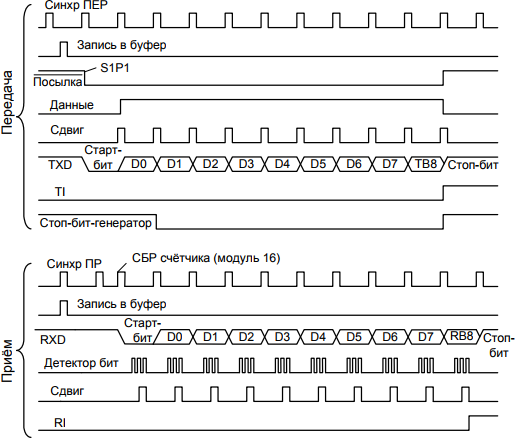 Передача
Синхр ПЕР
Запись в буфер
S1P1
Посылка
Данные
Сдвиг
TXD Старт-бит D0 D1 D2 D3 D4 D5 D6 D7 TB8 Стоп-бит
TI
Стоп-бит-генератор
Приём
Синхр ПР СБР счётчика (модуль 16)
Запись в буфер
RXD Старт-бит D0 D1 D2 D3 D4 D5 D6 D7 RB8 Стоп-бит
Детектор бит
Сдвиг
RI